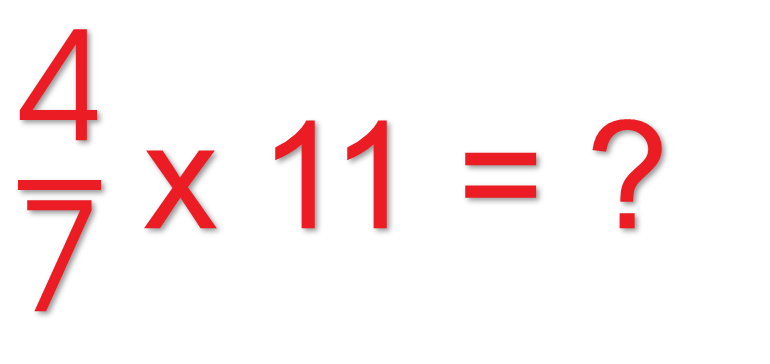 4/7 x 11 = ?